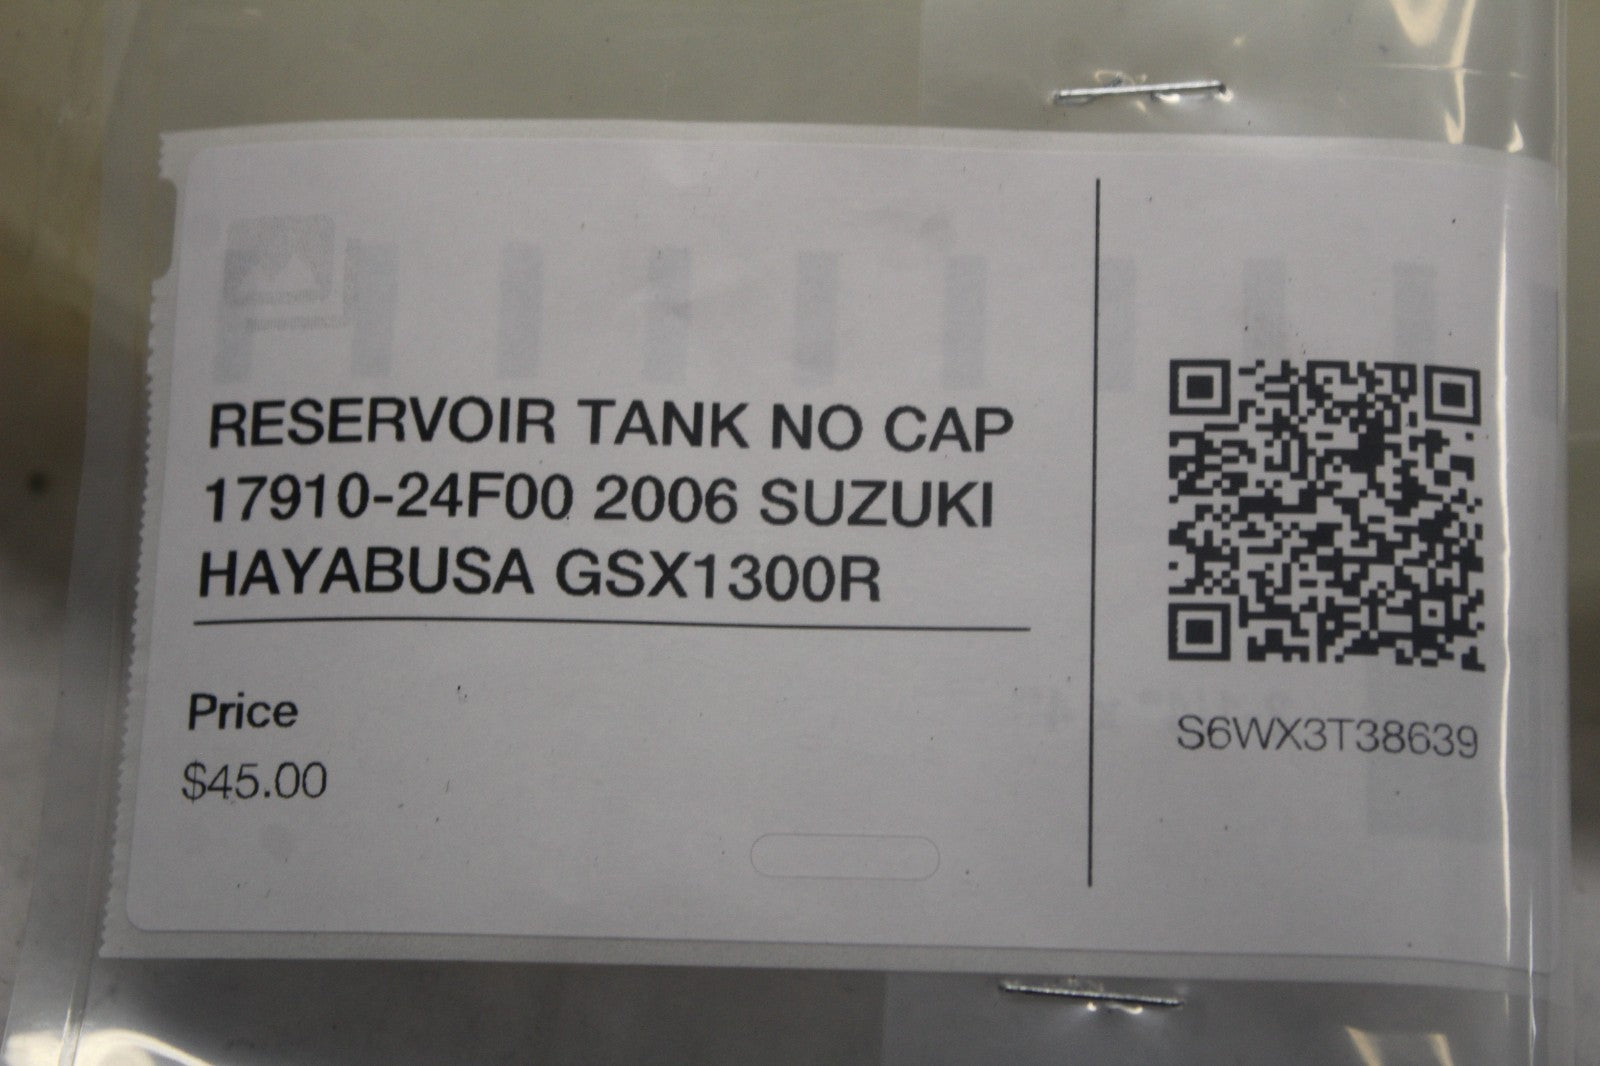 RESERVOIR TANK NO CAP
17910-24F00 2006 SUZUKI
HAYABUSA GSX1300R
Price
$45.00
S6WX3T38639